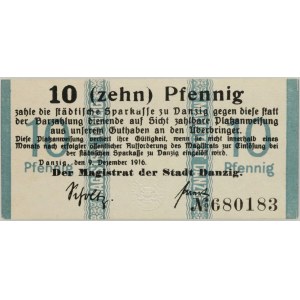 10 (zehn) Pfennig
zahle die städtische Sparkasse zu Danzig gegen diese statt
der Barzahlung dienende auf Sicht zahlbare Platzanweisung
aus unserem Guthaben an den Überbringer.
Diese Platzanweisung verliert ihre Gültigkeit, wenn sie nicht innerhalb eines
Monats nach erfolgter öffentlicher Aufforderung des Magistrats zur Einlösung bei
der städtischen Sparkasse zu Danzig eingelöst wird.
Danzig, den 9. Dezember 1916.
Der Magistrat der Stadt Danzig.
№680183
10
Pfennig
10
Pfennig